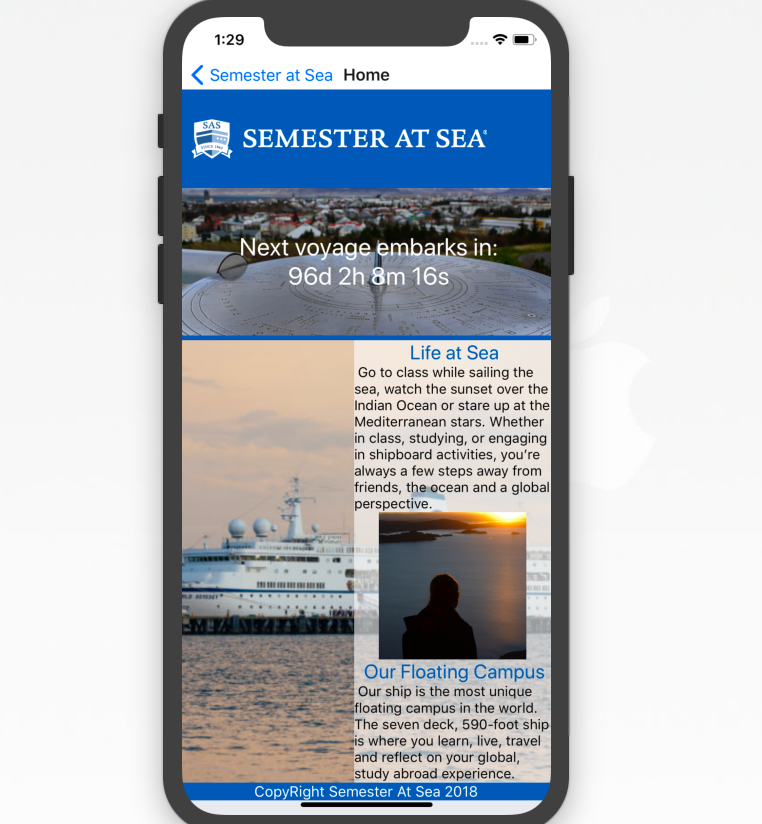 1:29
Semester at Sea Home
SAS
SINCE 1963
SEMESTER AT SEA®
Next voyage embarks in:
96d 2h 8m 16s
Life at Sea
Go to class while sailing the
sea, watch the sunset over the
Indian Ocean or stare up at the
Mediterranean stars. Whether
in class, studying, or engaging
in shipboard activities, you’re
always a few steps away from
friends, the ocean and a global
perspective.
Our Floating Campus
Our ship is the most unique
floating campus in the world.
The seven deck, 590-foot ship
is where you learn, live, travel
and reflect on your global,
study abroad experience.
CopyRight Semester At Sea 2018